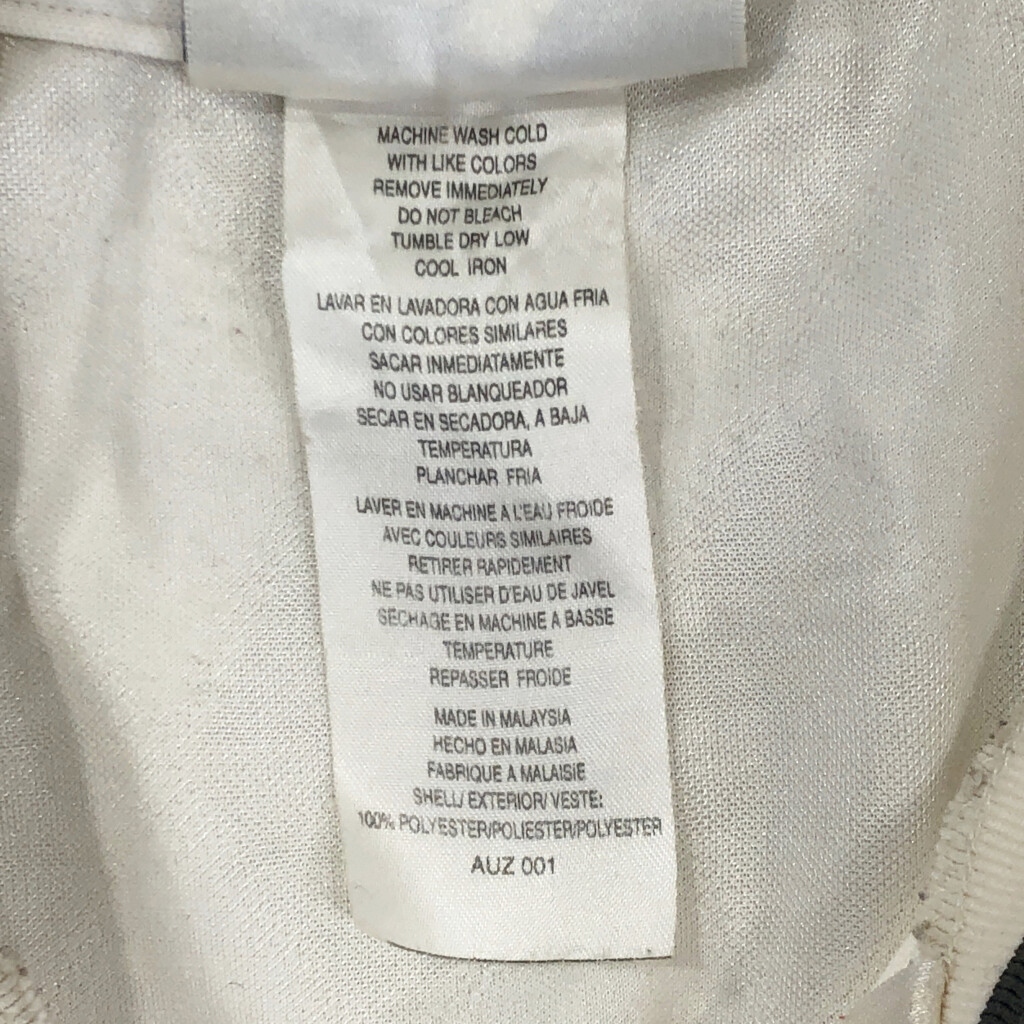 MACHINE WASH COLD
WITH LIKE COLORS
REMOVE IMMEDIATELY
DO NOT BLEACH
TUMBLE DRY LOW
COOL IRON
LAVAR EN LAVADORA CON AGUA FRIA
CON COLORES SIMILARES
SACAR INMEDIATAMENTE
NO USAR BLANQUEADOR
SECAR EN SECADORA, A BAJA
TEMPERATURA
PLANCHAR FRIA
LAVER EN MACHINE A L'EAU FROIDE
AVEC COULEURS SIMILAIRES
RETIRER RAPIDEMENT
NE PAS UTILISER D'EAU DE JAVEL
SECHAGE EN MACHINE A BASSE
TEMPERATURE
REPASSER FROIDE
MADE IN MALAYSIA
HECHO EN MALASIA
FABRIQUE A MALAISIE
SHELL/ EXTERIOR/ VESTE:
100% POLYESTER/POLIESTER/POLYESTER
AUZ 001